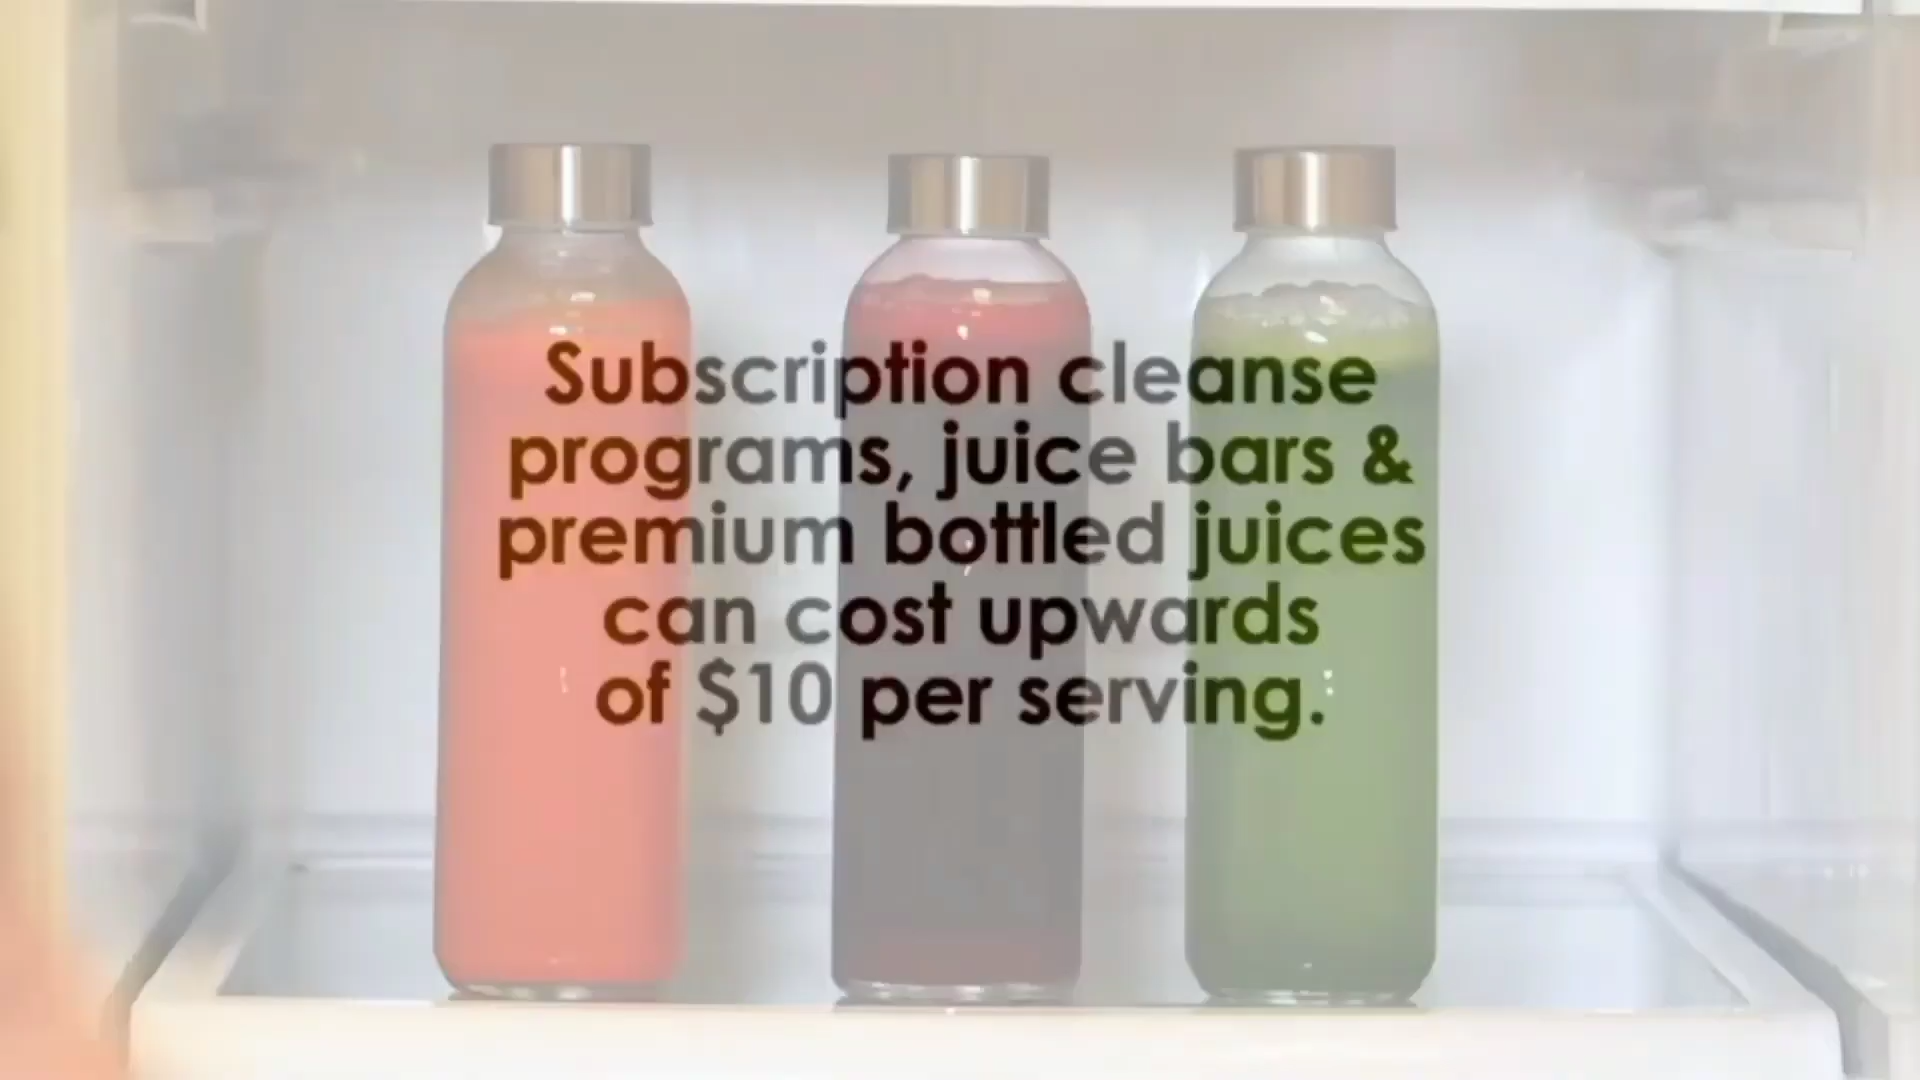 Subscription cleanse
programs, juice bars &
premium bottled juices
can cost upwards
of $10 per serving.